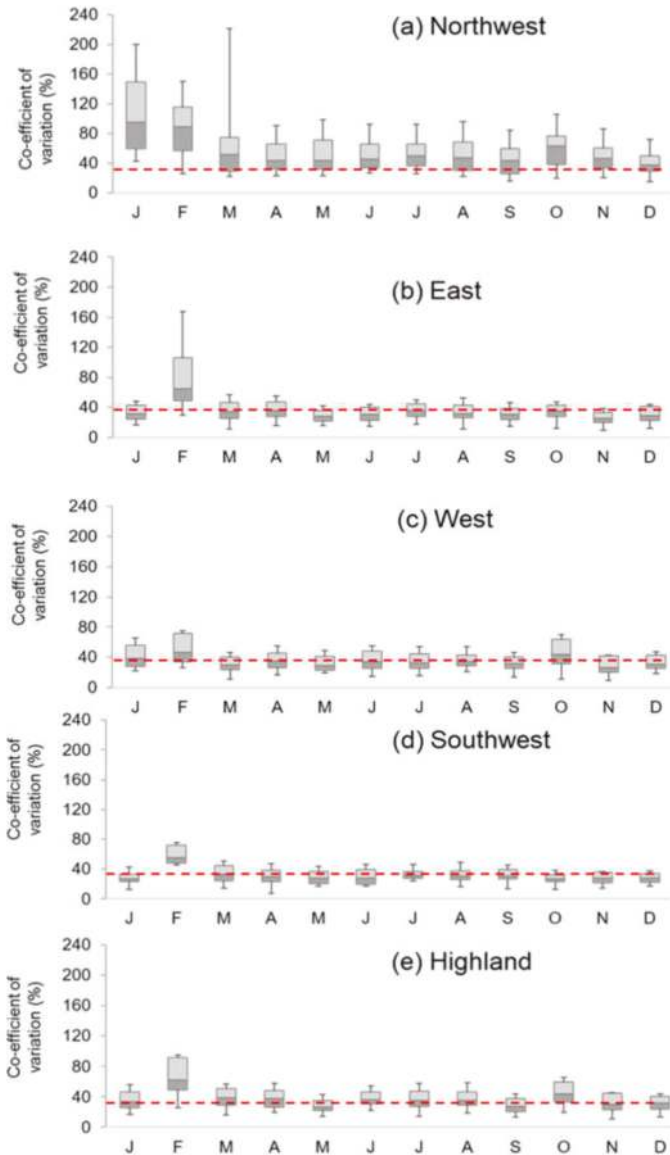 (a) Northwest
Co-efficient of
variation (%)
240
200
160
120
80
40
0
J F M A M J J A S O N D
(b) East
Co-efficient of
variation (%)
240
200
160
120
80
40
0
J F M A M J J A S O N D
(c) West
Co-efficient of
variation (%)
240
200
160
120
80
40
0
J F M A M J J A S O N D
(d) Southwest
Co-efficient of
variation (%)
240
200
160
120
80
40
0
J F M A M J J A S O N D
(e) Highland
Co-efficient of
variation (%)
240
200
160
120
80
40
0
J F M A M J J A S O N D